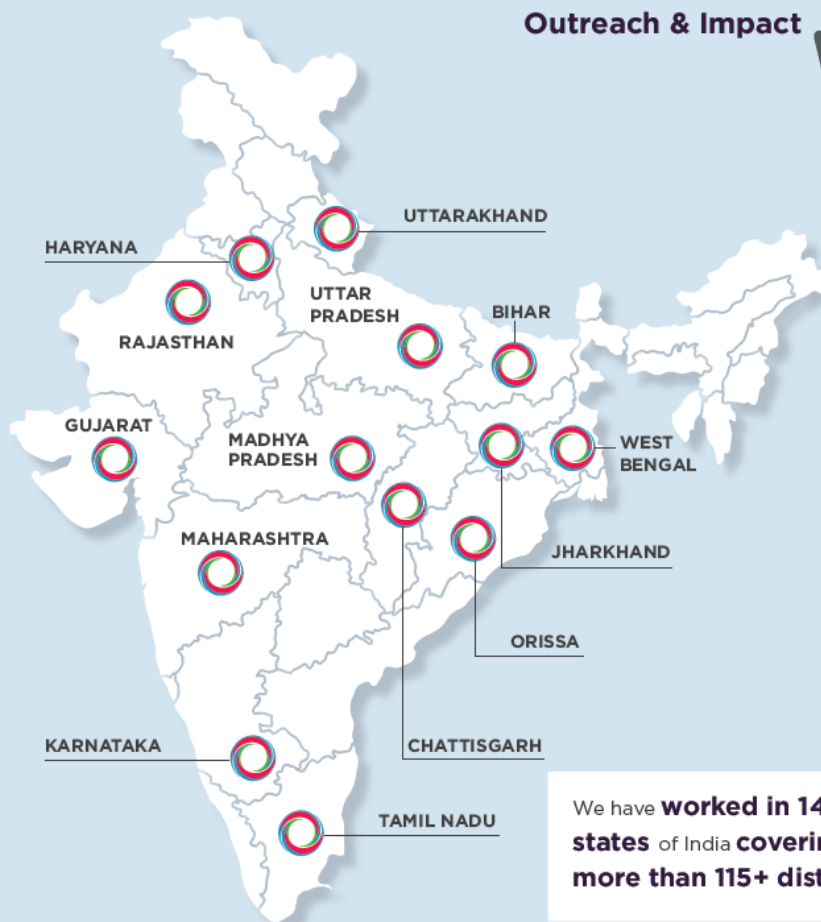 Outreach & Impact
UTTARAKHAND
HARYANA
UTTAR
PRADESH
BIHAR
RAJASTHAN
GUJARAT
MADHYA
PRADESH
WEST
BENGAL
MAHARASHTRA
JHARKHAND
ORISSA
KARNATAKA
CHATTISGARH
TAMIL NADU
We have worked in 14
states of India
more than 115+